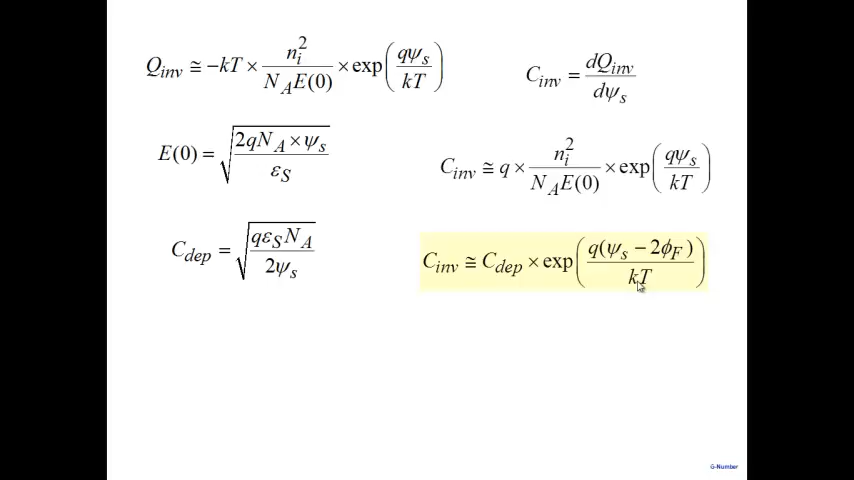 Q_inv ≅ −kT × n_i^2 / (N_A E(0)) × exp(qψ_s / kT)
C_inv = dQ_inv / dψ_s
E(0) = √(2qN_A × ψ_s / ε_S)
C_inv ≅ q × n_i^2 / (N_A E(0)) × exp(qψ_s / kT)
C_dep = √(qε_S N_A / 2ψ_s)
C_inv ≅ C_dep × exp(q(ψ_s − 2ϕ_F) / kT)
G-Number